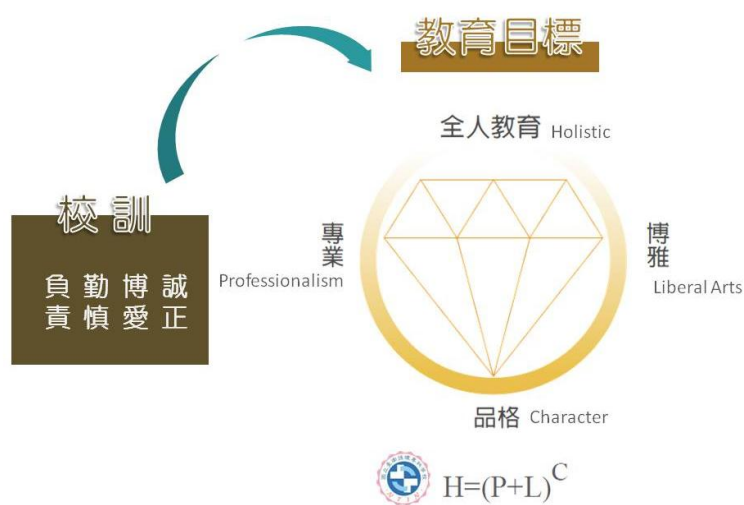 教育目標
全人教育 Holistic
校訓
負勤博誠
責慎愛正
專業
Professionalism
博雅
Liberal Arts
品格 Character
H=(P+L)^C